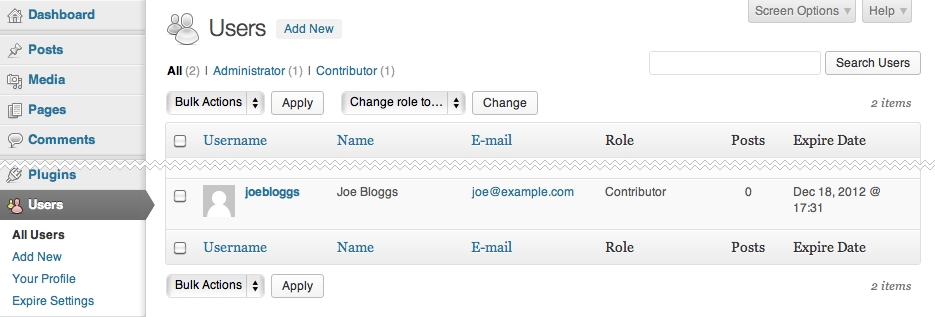 Dashboard
Posts
Media
Pages
Comments
Plugins
Users
All Users
Add New
Your Profile
Expire Settings
Screen Options
Help
Users Add New
All (2) | Administrator (1) | Contributor (1)
Search Users
Bulk Actions Apply Change role to… Change 2 items
Username Name E-mail Role Posts Expire Date
joebloggs Joe Bloggs joe@example.com Contributor 0 Dec 18, 2012 @
17:31
Username Name E-mail Role Posts Expire Date
Bulk Actions Apply 2 items